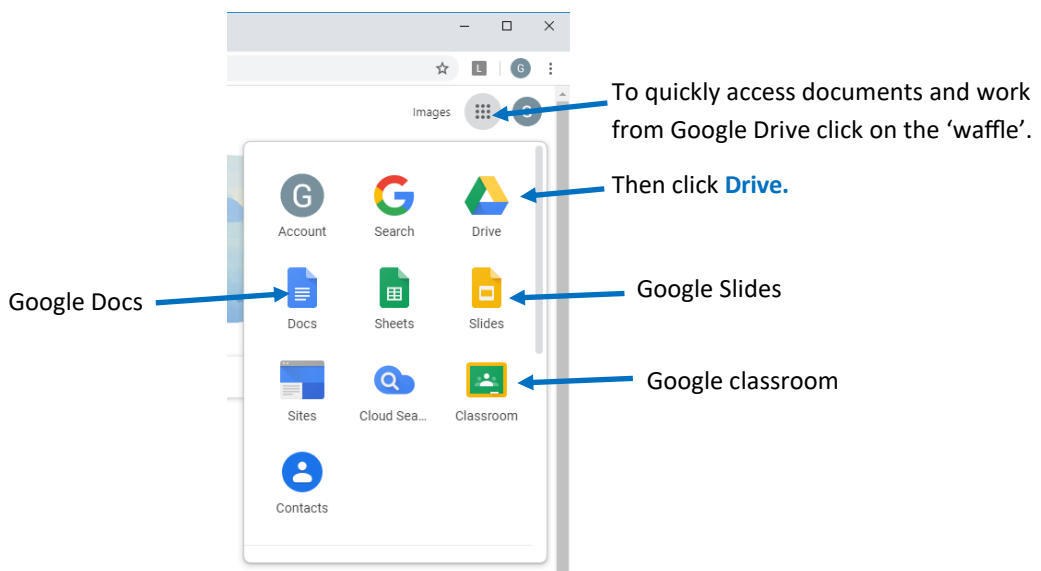 L
G
Images
G
To quickly access documents and work
from Google Drive click on the ‘waffle’.
Then click Drive.
G
Account
Search
Drive
Google Docs
Docs
Sheets
Slides
Google Slides
Sites
Cloud Sea...
Classroom
Google classroom
Contacts